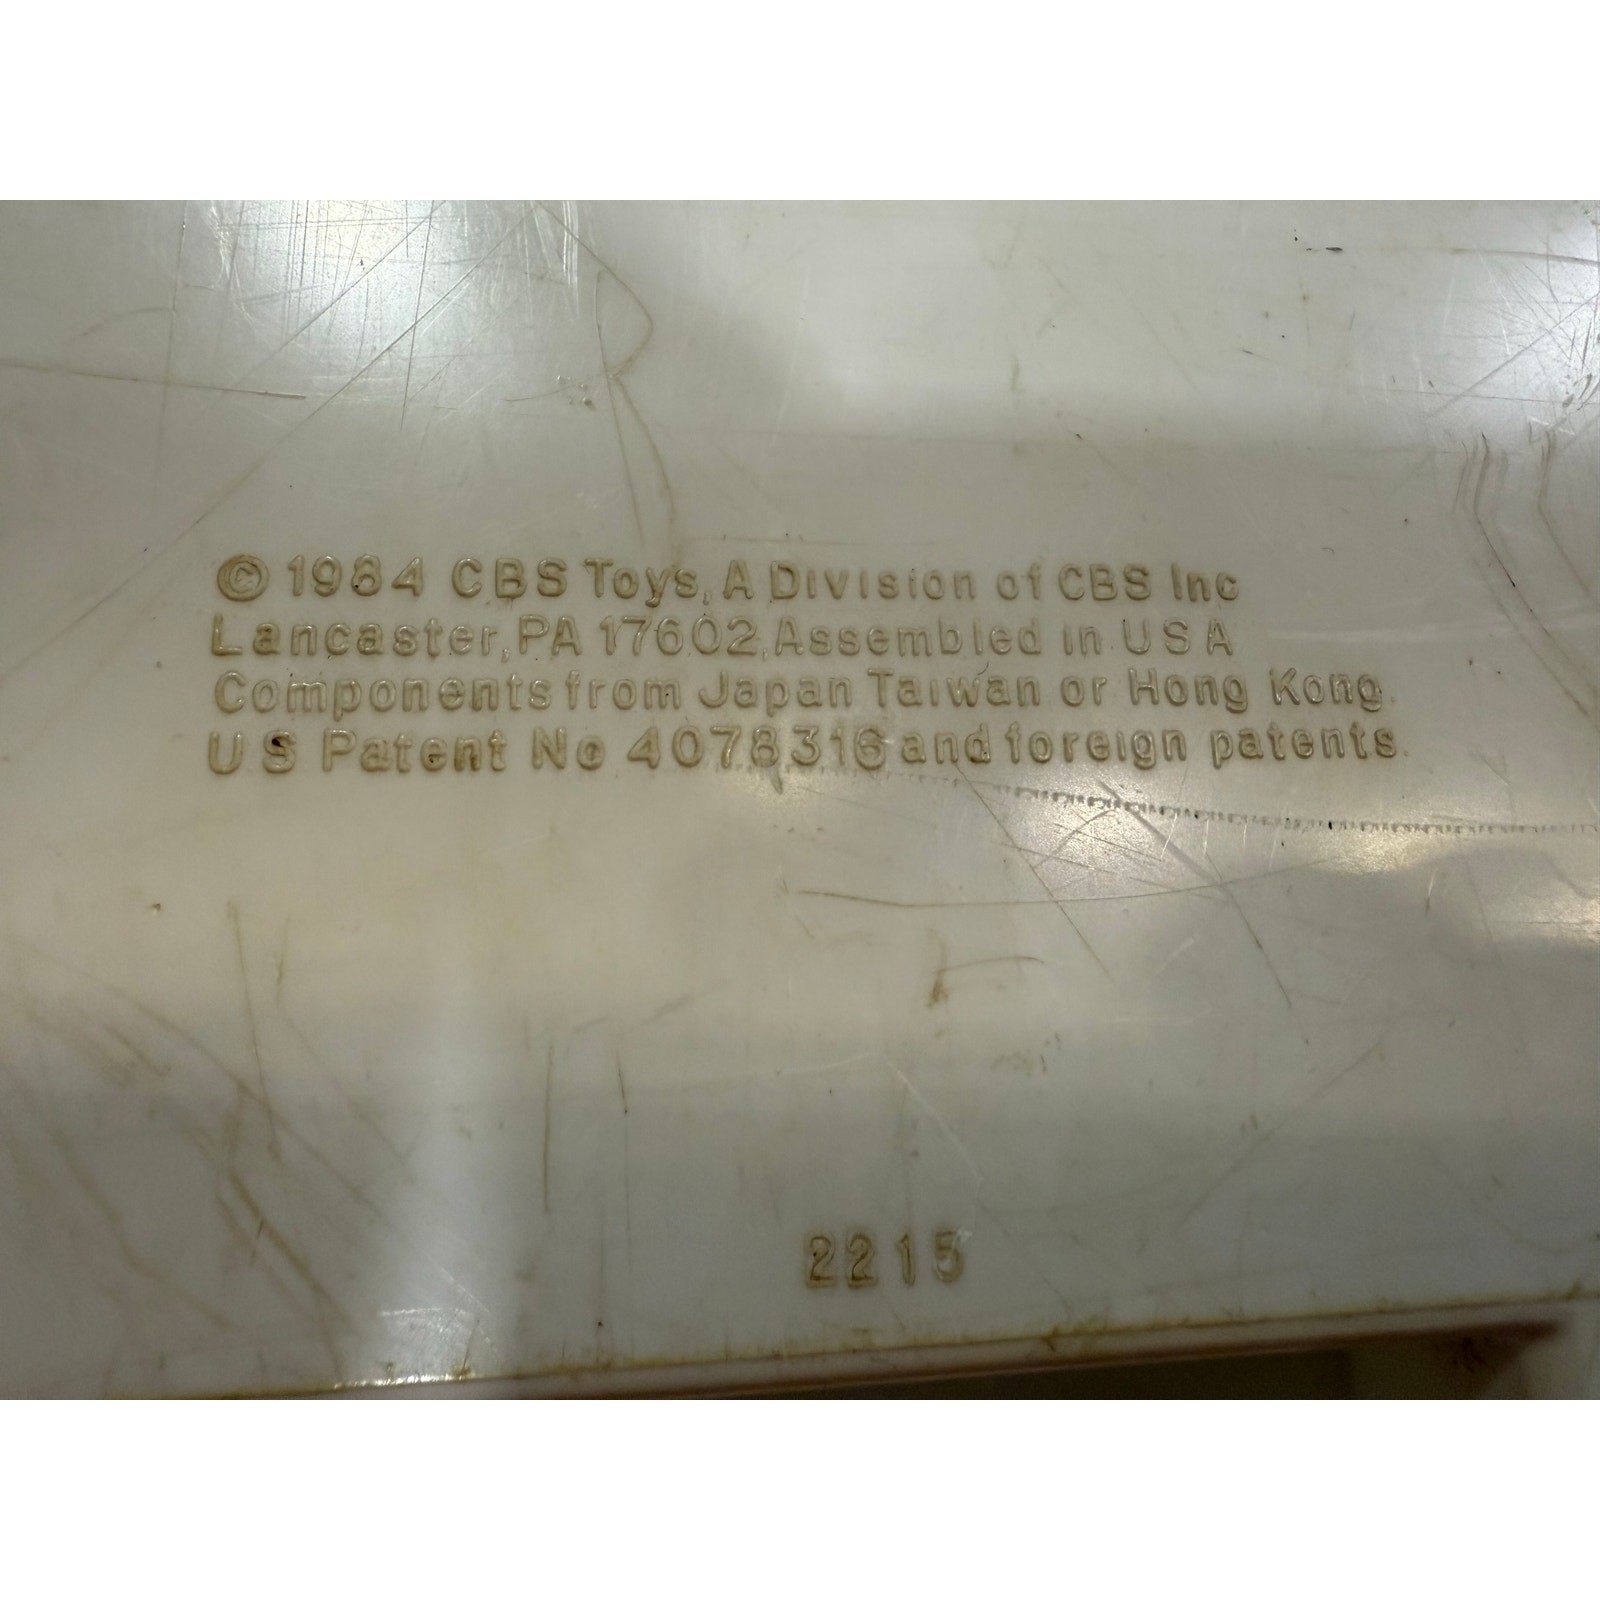 © 1984 CBS Toys, A Division of CBS Inc
Lancaster, PA 17602, Assembled in USA
Components from Japan Taiwan or Hong Kong.
US Patent No 4078316 and foreign patents.
2215